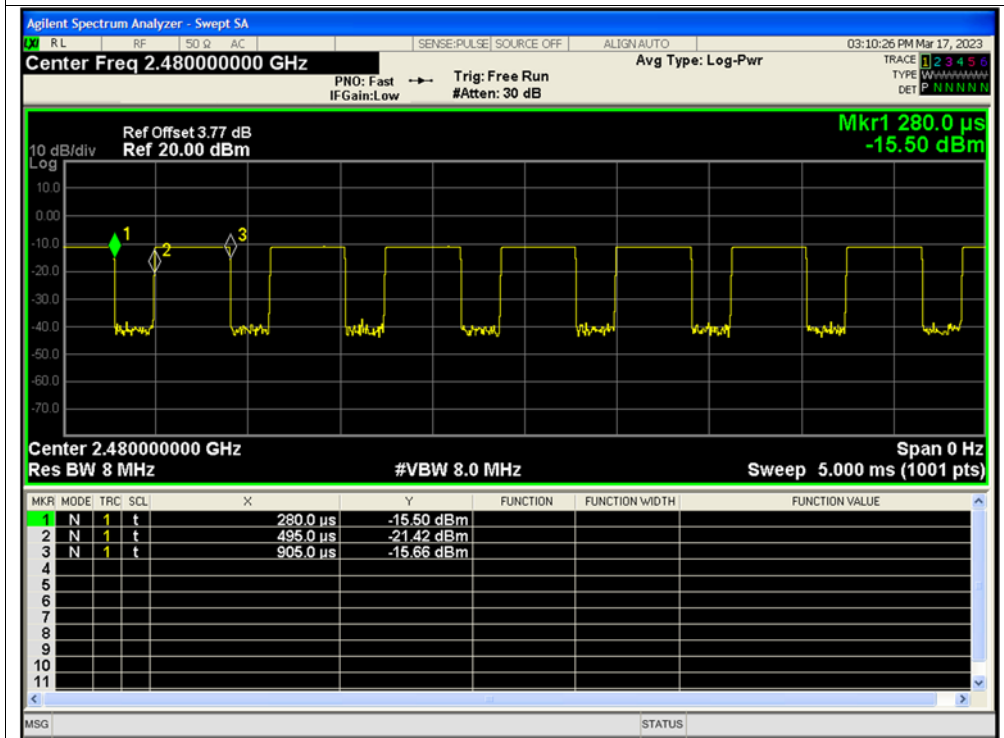 Agilent Spectrum Analyzer - Swept SA
LXI RL RF 50 Ω AC SENSE:PULSE SOURCE OFF ALIGNAUTO 03:10:26 PM Mar 17, 2023
Center Freq 2.480000000 GHz Avg Type: Log-Pwr TRACE 1 2 3 4 5 6
PNO: Fast Trig: Free Run TYPE W
IFGain:Low #Atten: 30 dB DET P N N N N N
Mkr1 280.0 µs
Ref Offset 3.77 dB
10 dB/div Ref 20.00 dBm -15.50 dBm
Log
10.0
0.00
1 2 3
-10.0
-20.0
-30.0
-40.0
-50.0
-60.0
-70.0
Center 2.480000000 GHz Span 0 Hz
Res BW 8 MHz #VBW 8.0 MHz Sweep 5.000 ms (1001 pts)
MKR MODE TRC SCL X Y FUNCTION FUNCTION WIDTH FUNCTION VALUE
1 N 1 t 280.0 µs -15.50 dBm
2 N 1 t 495.0 µs -21.42 dBm
3 N 1 t 905.0 µs -15.66 dBm
4
5
6
7
8
9
10
11
MSG STATUS